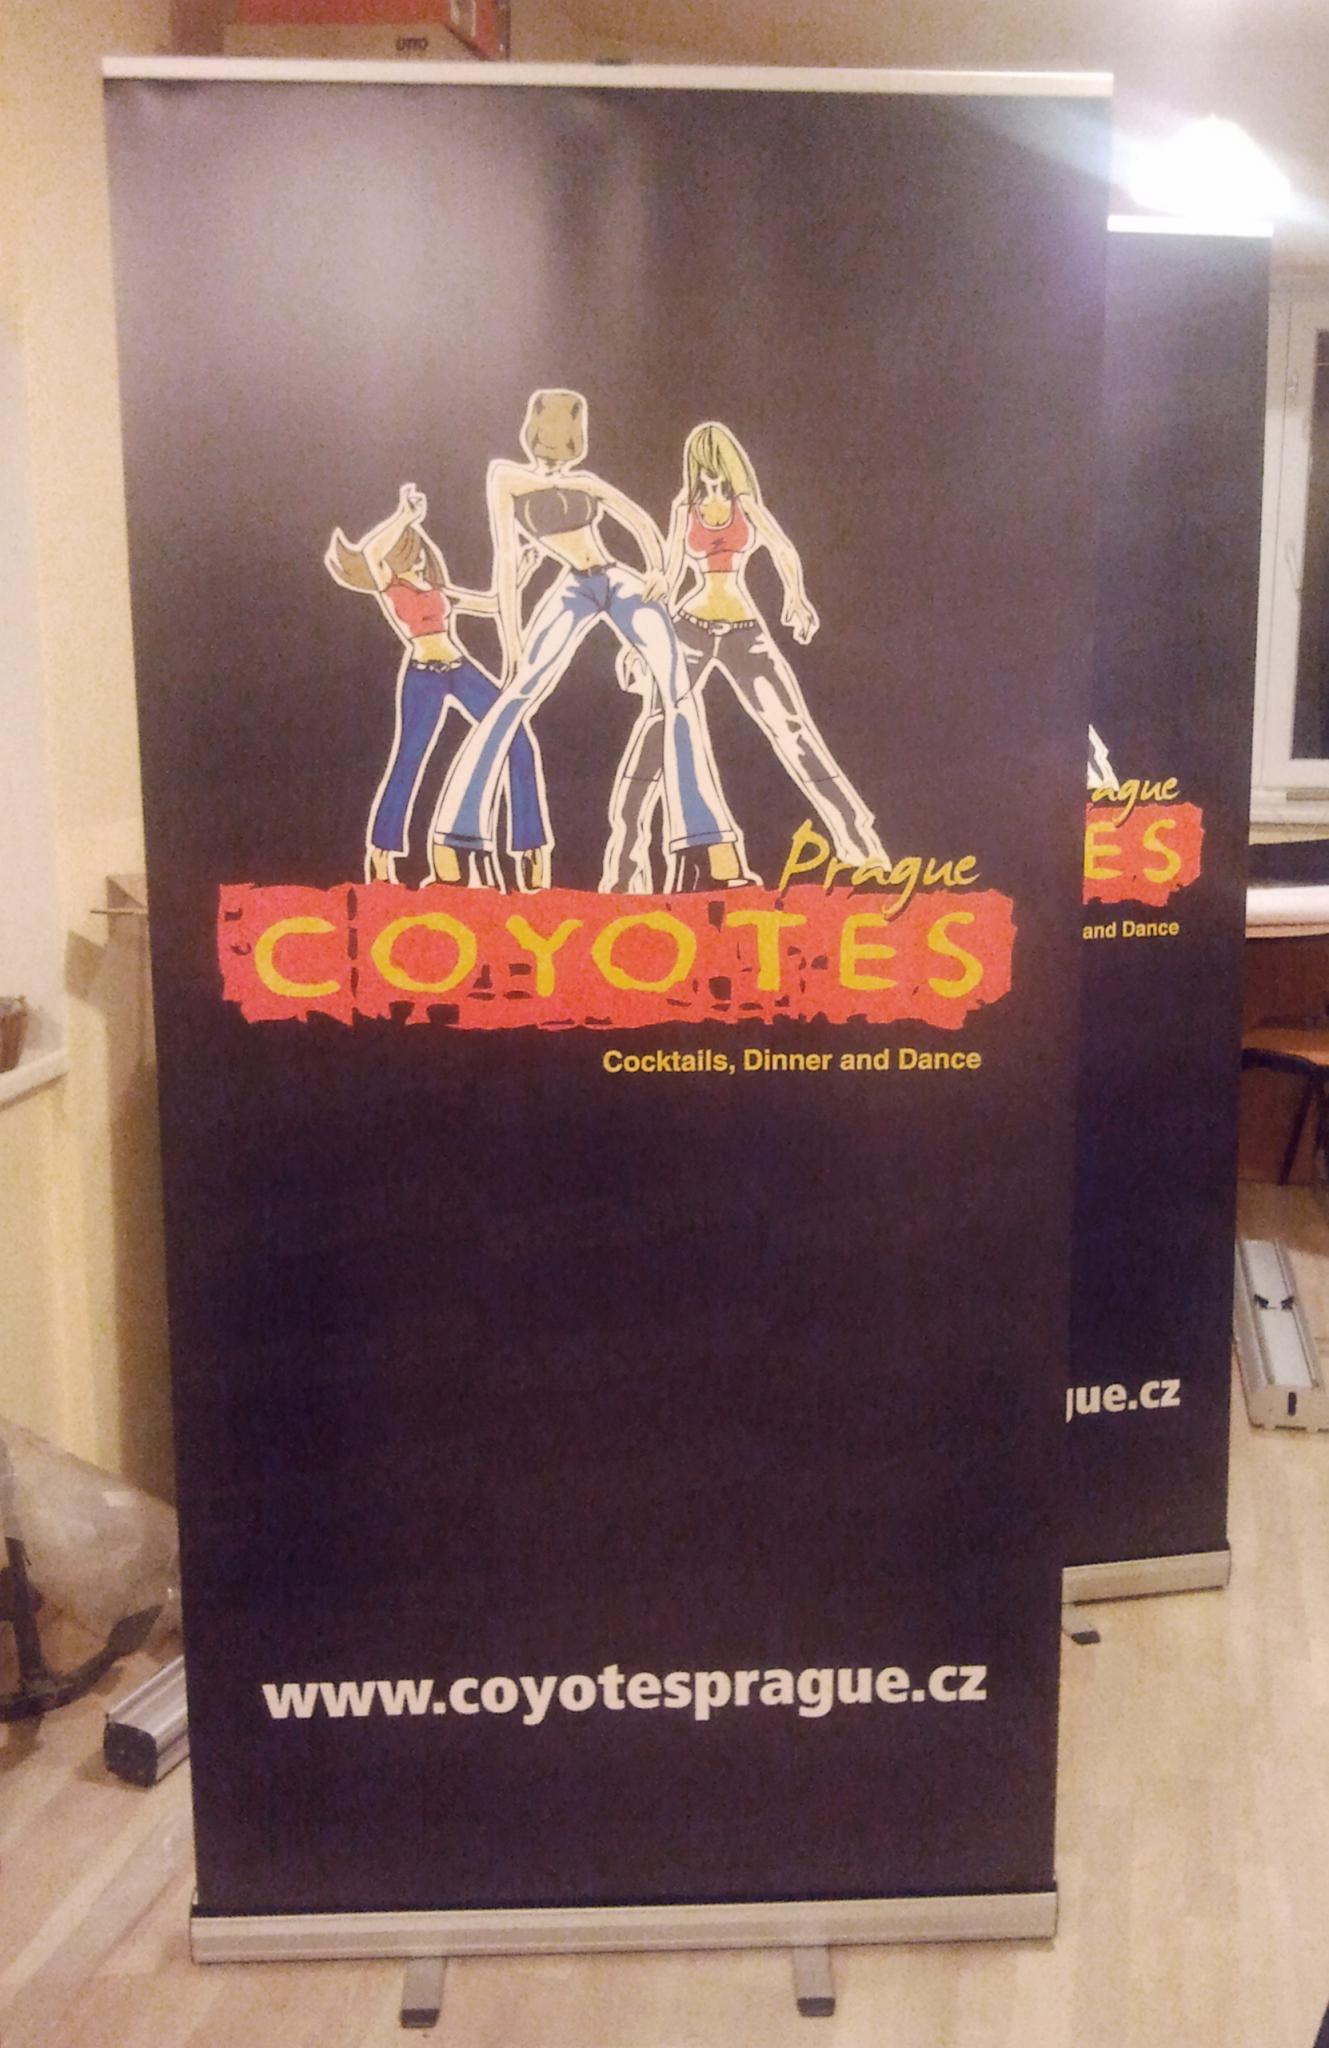 Prague
COYOTES
Cocktails, Dinner and Dance
www.coyotesprague.cz
ague
ES
and Dance
gue.cz